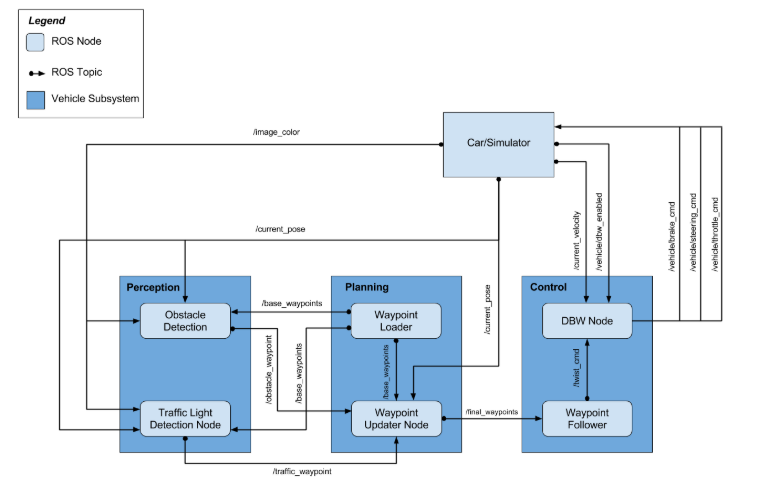 Legend
ROS Node
ROS Topic
Vehicle Subsystem
/image_color
Car/Simulator
/current_pose
/current_velocity
/vehicle/dbw_enabled
/vehicle/brake_cmd
/vehicle/steering_cmd
/vehicle/throttle_cmd
Perception
Planning
Control
Obstacle
Detection
/base_waypoints
Waypoint
Loader
/current_pose
DBW Node
/obstacle_waypoint
/base_waypoints
/base_waypoints
/twist_cmd
Traffic Light
Detection Node
Waypoint
Updater Node
/final_waypoints
Waypoint
Follower
/traffic_waypoint